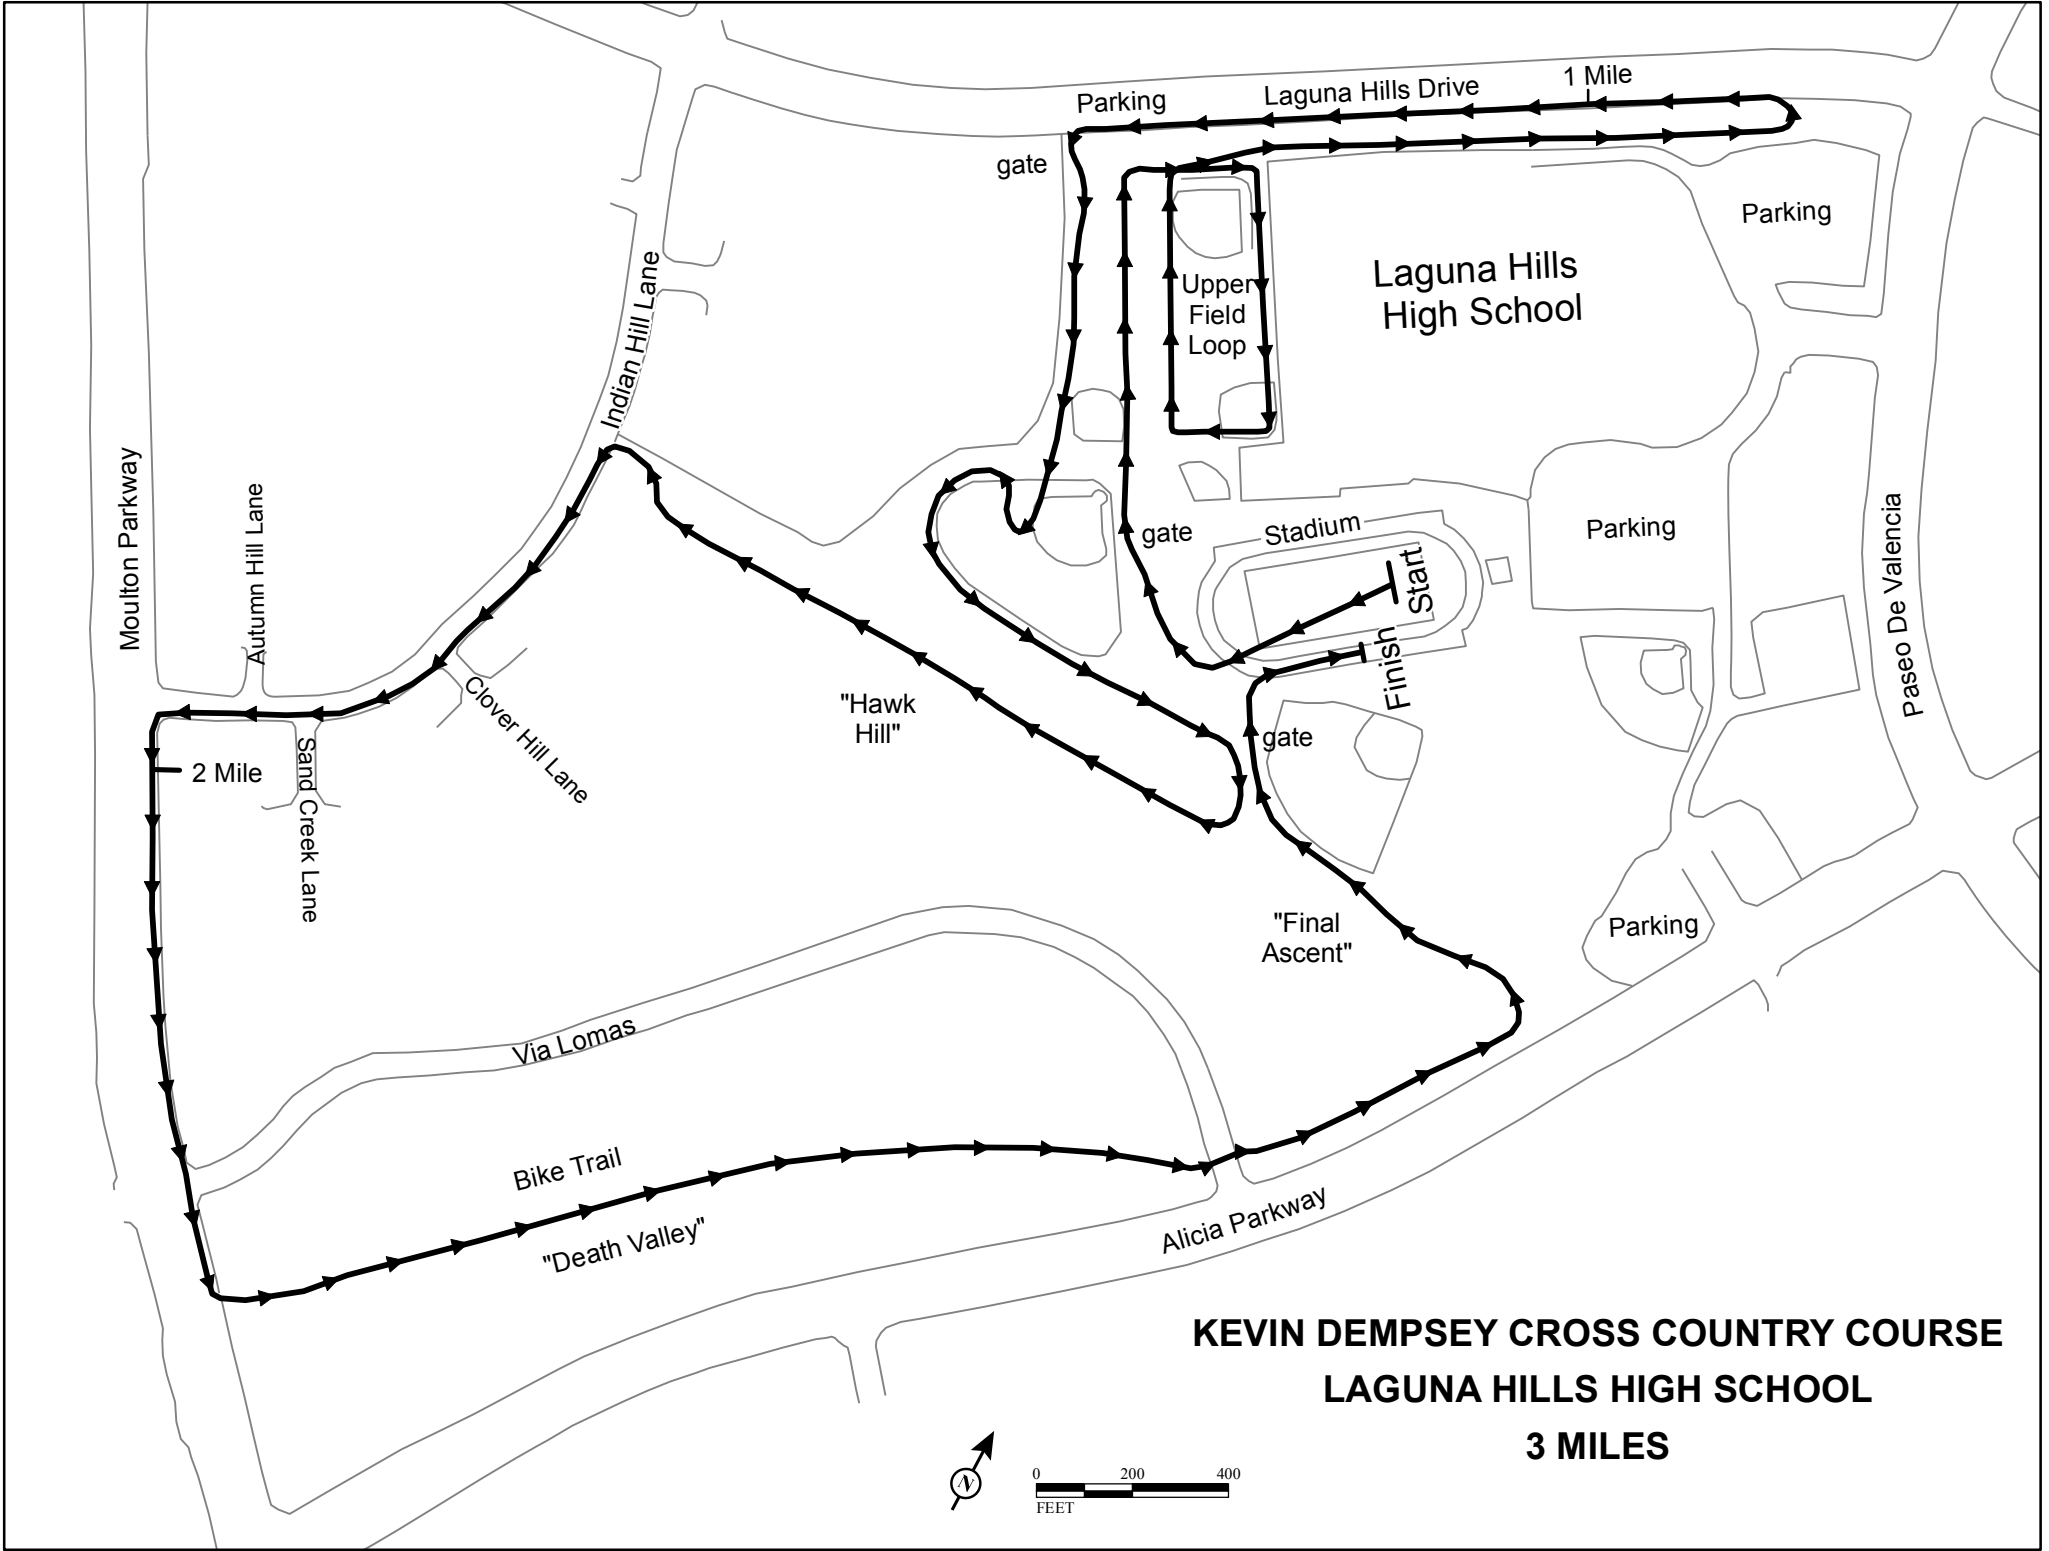 Parking
Laguna Hills Drive
1 Mile
gate
Parking
Laguna Hills
High School
Upper
Field
Loop
Indian Hill Lane
Moulton Parkway
Autumn Hill Lane
gate
Stadium
Start
Finish
Parking
Paseo De Valencia
Clover Hill Lane
"Hawk
Hill"
gate
2 Mile
Sand Creek Lane
"Final
Ascent"
Parking
Via Lomas
Bike Trail
"Death Valley"
Alicia Parkway
KEVIN DEMPSEY CROSS COUNTRY COURSE
LAGUNA HILLS HIGH SCHOOL
3 MILES
N
0 200 400
FEET